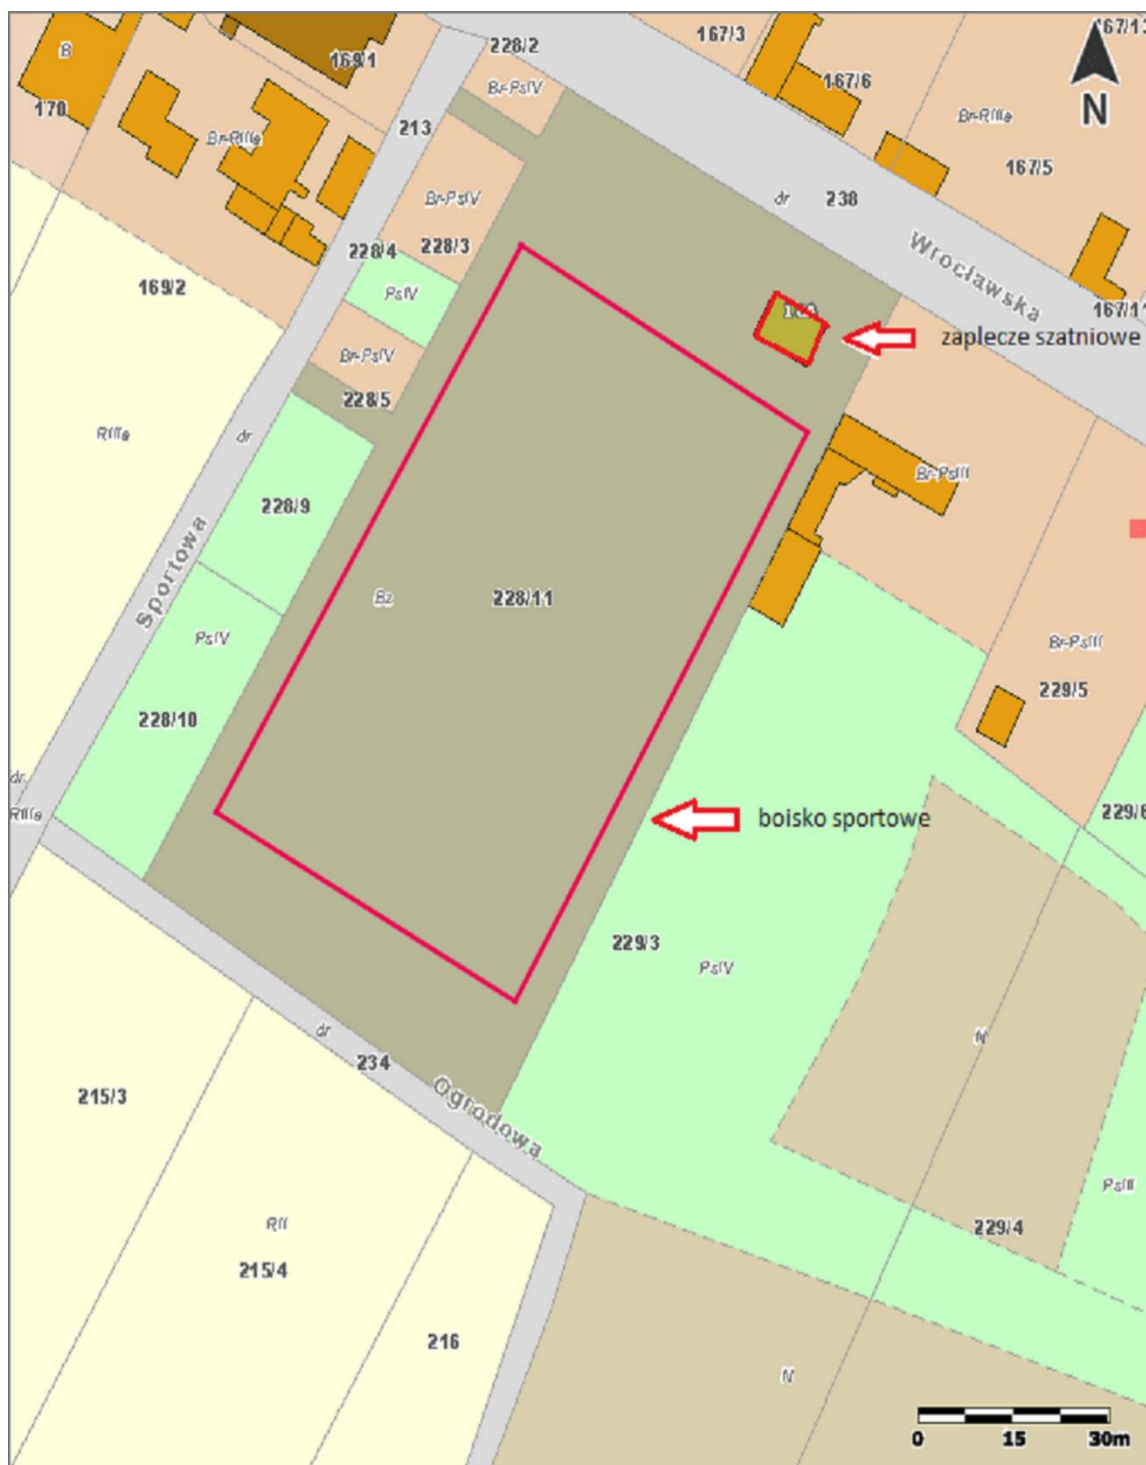 228/2
167/3
167/13
B
169/1
167/6
Br-PsIV
170
N
213
Br-RIIIa
Br-RIIIa
167/5
Br-PsIV
dr
238
228/4
228/3
Wrocławska
169/2
PsIV
167/11
zaplecze szatniowe
Br-PsIV
228/5
RIIIa
dr
Br-PsIII
228/9
Sportowa
Bz
228/11
PsIV
Br-PsIII
229/5
228/10
dr
RIIIa
boisko sportowe
229/3
PsIV
dr
234
N
215/3
Ogrodowa
PsIII
RII
229/4
215/4
216
N
0 15 30m